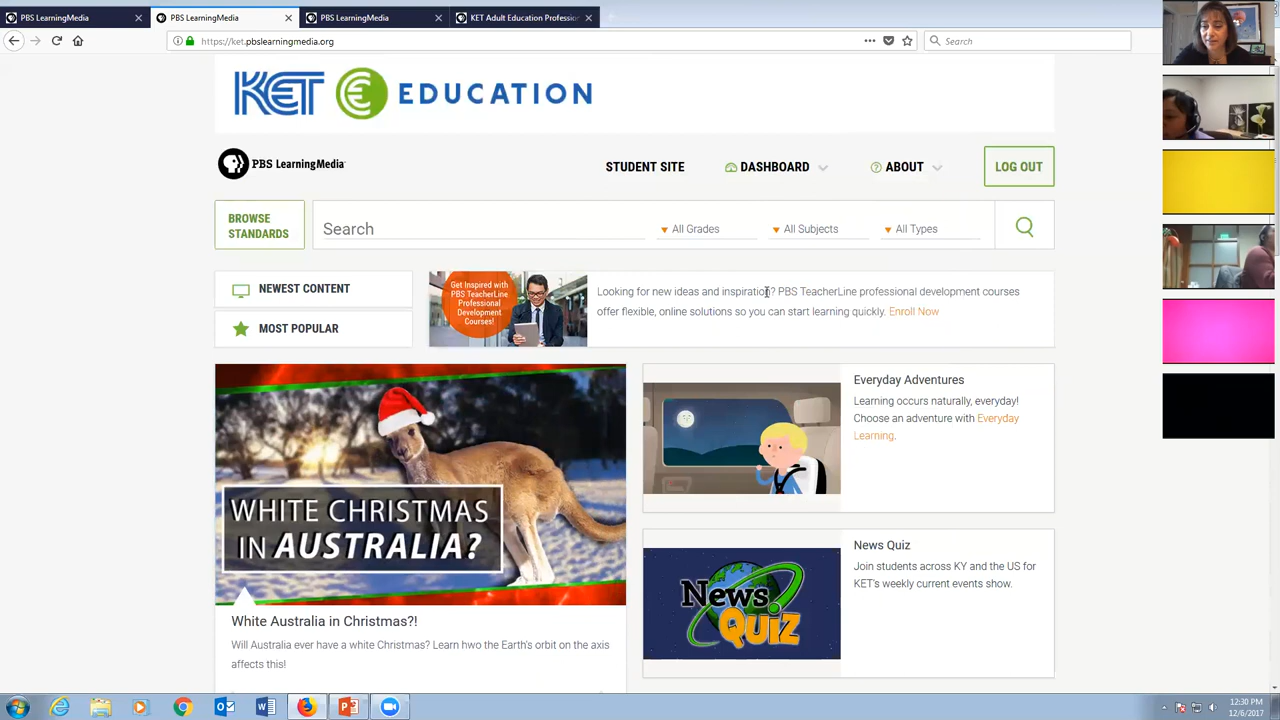 PBS LearningMedia
PBS LearningMedia
PBS LearningMedia
KET Adult Education Profession
https://ket.pbslearningmedia.org
Search
KET EDUCATION
PBS LearningMedia
STUDENT SITE
DASHBOARD
ABOUT
LOG OUT
BROWSE
STANDARDS
Search
All Grades
All Subjects
All Types
NEWEST CONTENT
MOST POPULAR
Get Inspired with
PBS TeacherLine
Professional
Development
Courses!
Looking for new ideas and inspiration? PBS TeacherLine professional development courses
offer flexible, online solutions so you can start learning quickly. Enroll Now
WHITE CHRISTMAS
IN AUSTRALIA?
White Australia in Christmas?!
Will Australia ever have a white Christmas? Learn hwo the Earth's orbit on the axis
affects this!
Everyday Adventures
Learning occurs naturally, everyday!
Choose an adventure with Everyday
Learning.
News
QUIZ
News Quiz
Join students across KY and the US for
KET's weekly current events show.
12:30 PM
12/6/2017